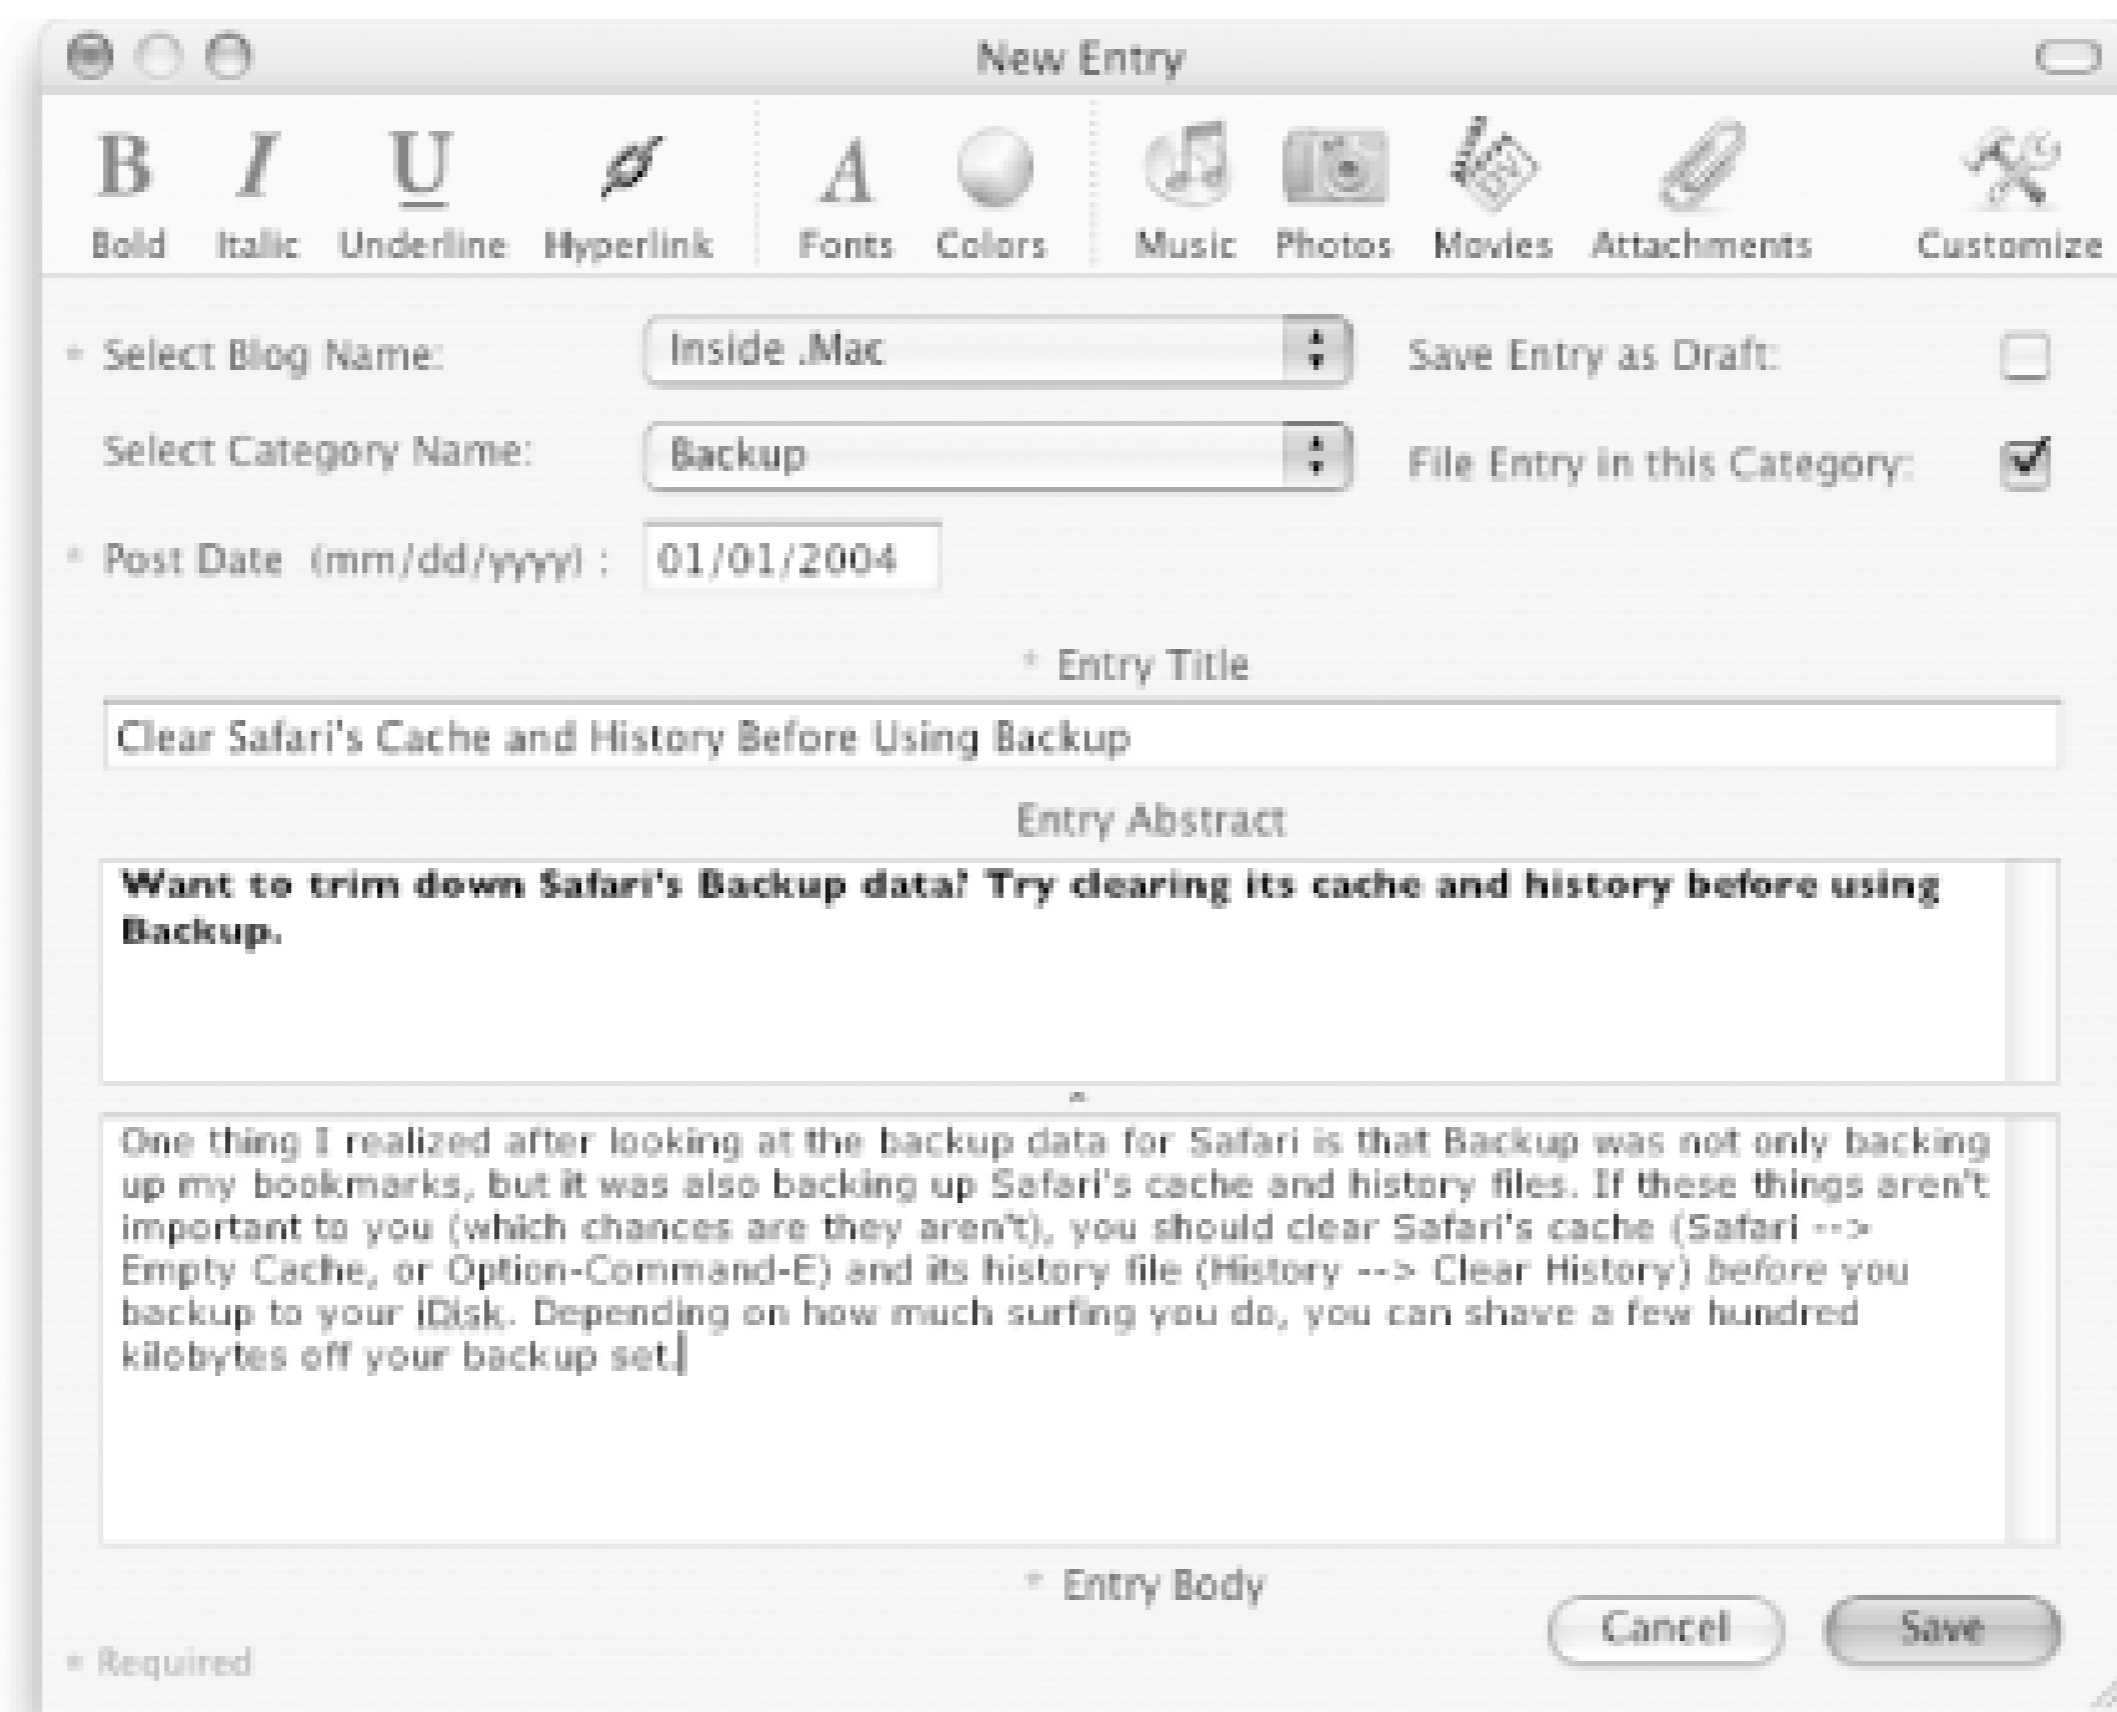 New Entry
B I U A
Bold Italic Underline Hyperlink Fonts Colors Music Photos Movies Attachments Customize
* Select Blog Name: Inside .Mac Save Entry as Draft:
Select Category Name: Backup File Entry in this Category:
* Post Date (mm/dd/yyyy) : 01/01/2004
* Entry Title
Clear Safari's Cache and History Before Using Backup
Entry Abstract
Want to trim down Safari's Backup data? Try clearing its cache and history before using
Backup.
One thing I realized after looking at the backup data for Safari is that Backup was not only backing
up my bookmarks, but it was also backing up Safari's cache and history files. If these things aren't
important to you (which chances are they aren't), you should clear Safari's cache (Safari -->
Empty Cache, or Option-Command-E) and its history file (History --> Clear History) before you
backup to your iDisk. Depending on how much surfing you do, you can shave a few hundred
kilobytes off your backup set.
* Entry Body
Cancel Save
* Required